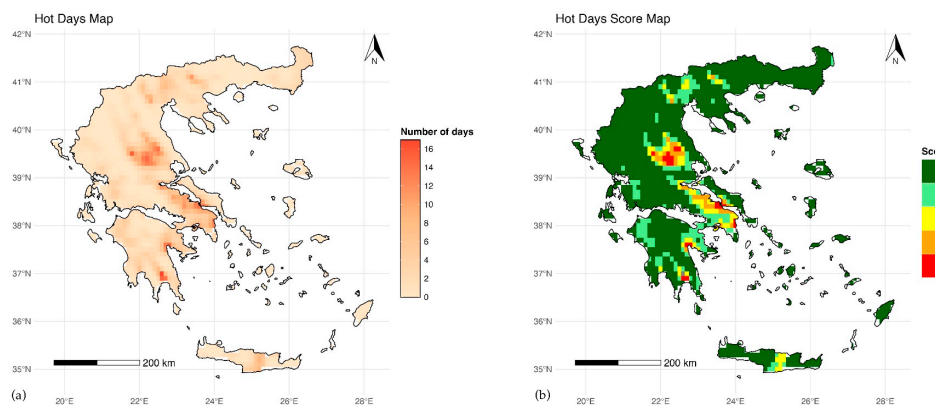 Hot Days Map
42°N
41°N
40°N
39°N
38°N
37°N
36°N
35°N
N
Number of days
16
14
12
10
8
6
4
2
0
200 km
(a)
20°E
22°E
24°E
26°E
28°E
Hot Days Score Map
42°N
41°N
40°N
39°N
38°N
37°N
36°N
35°N
N
200 km
(b)
20°E
22°E
24°E
26°E
28°E